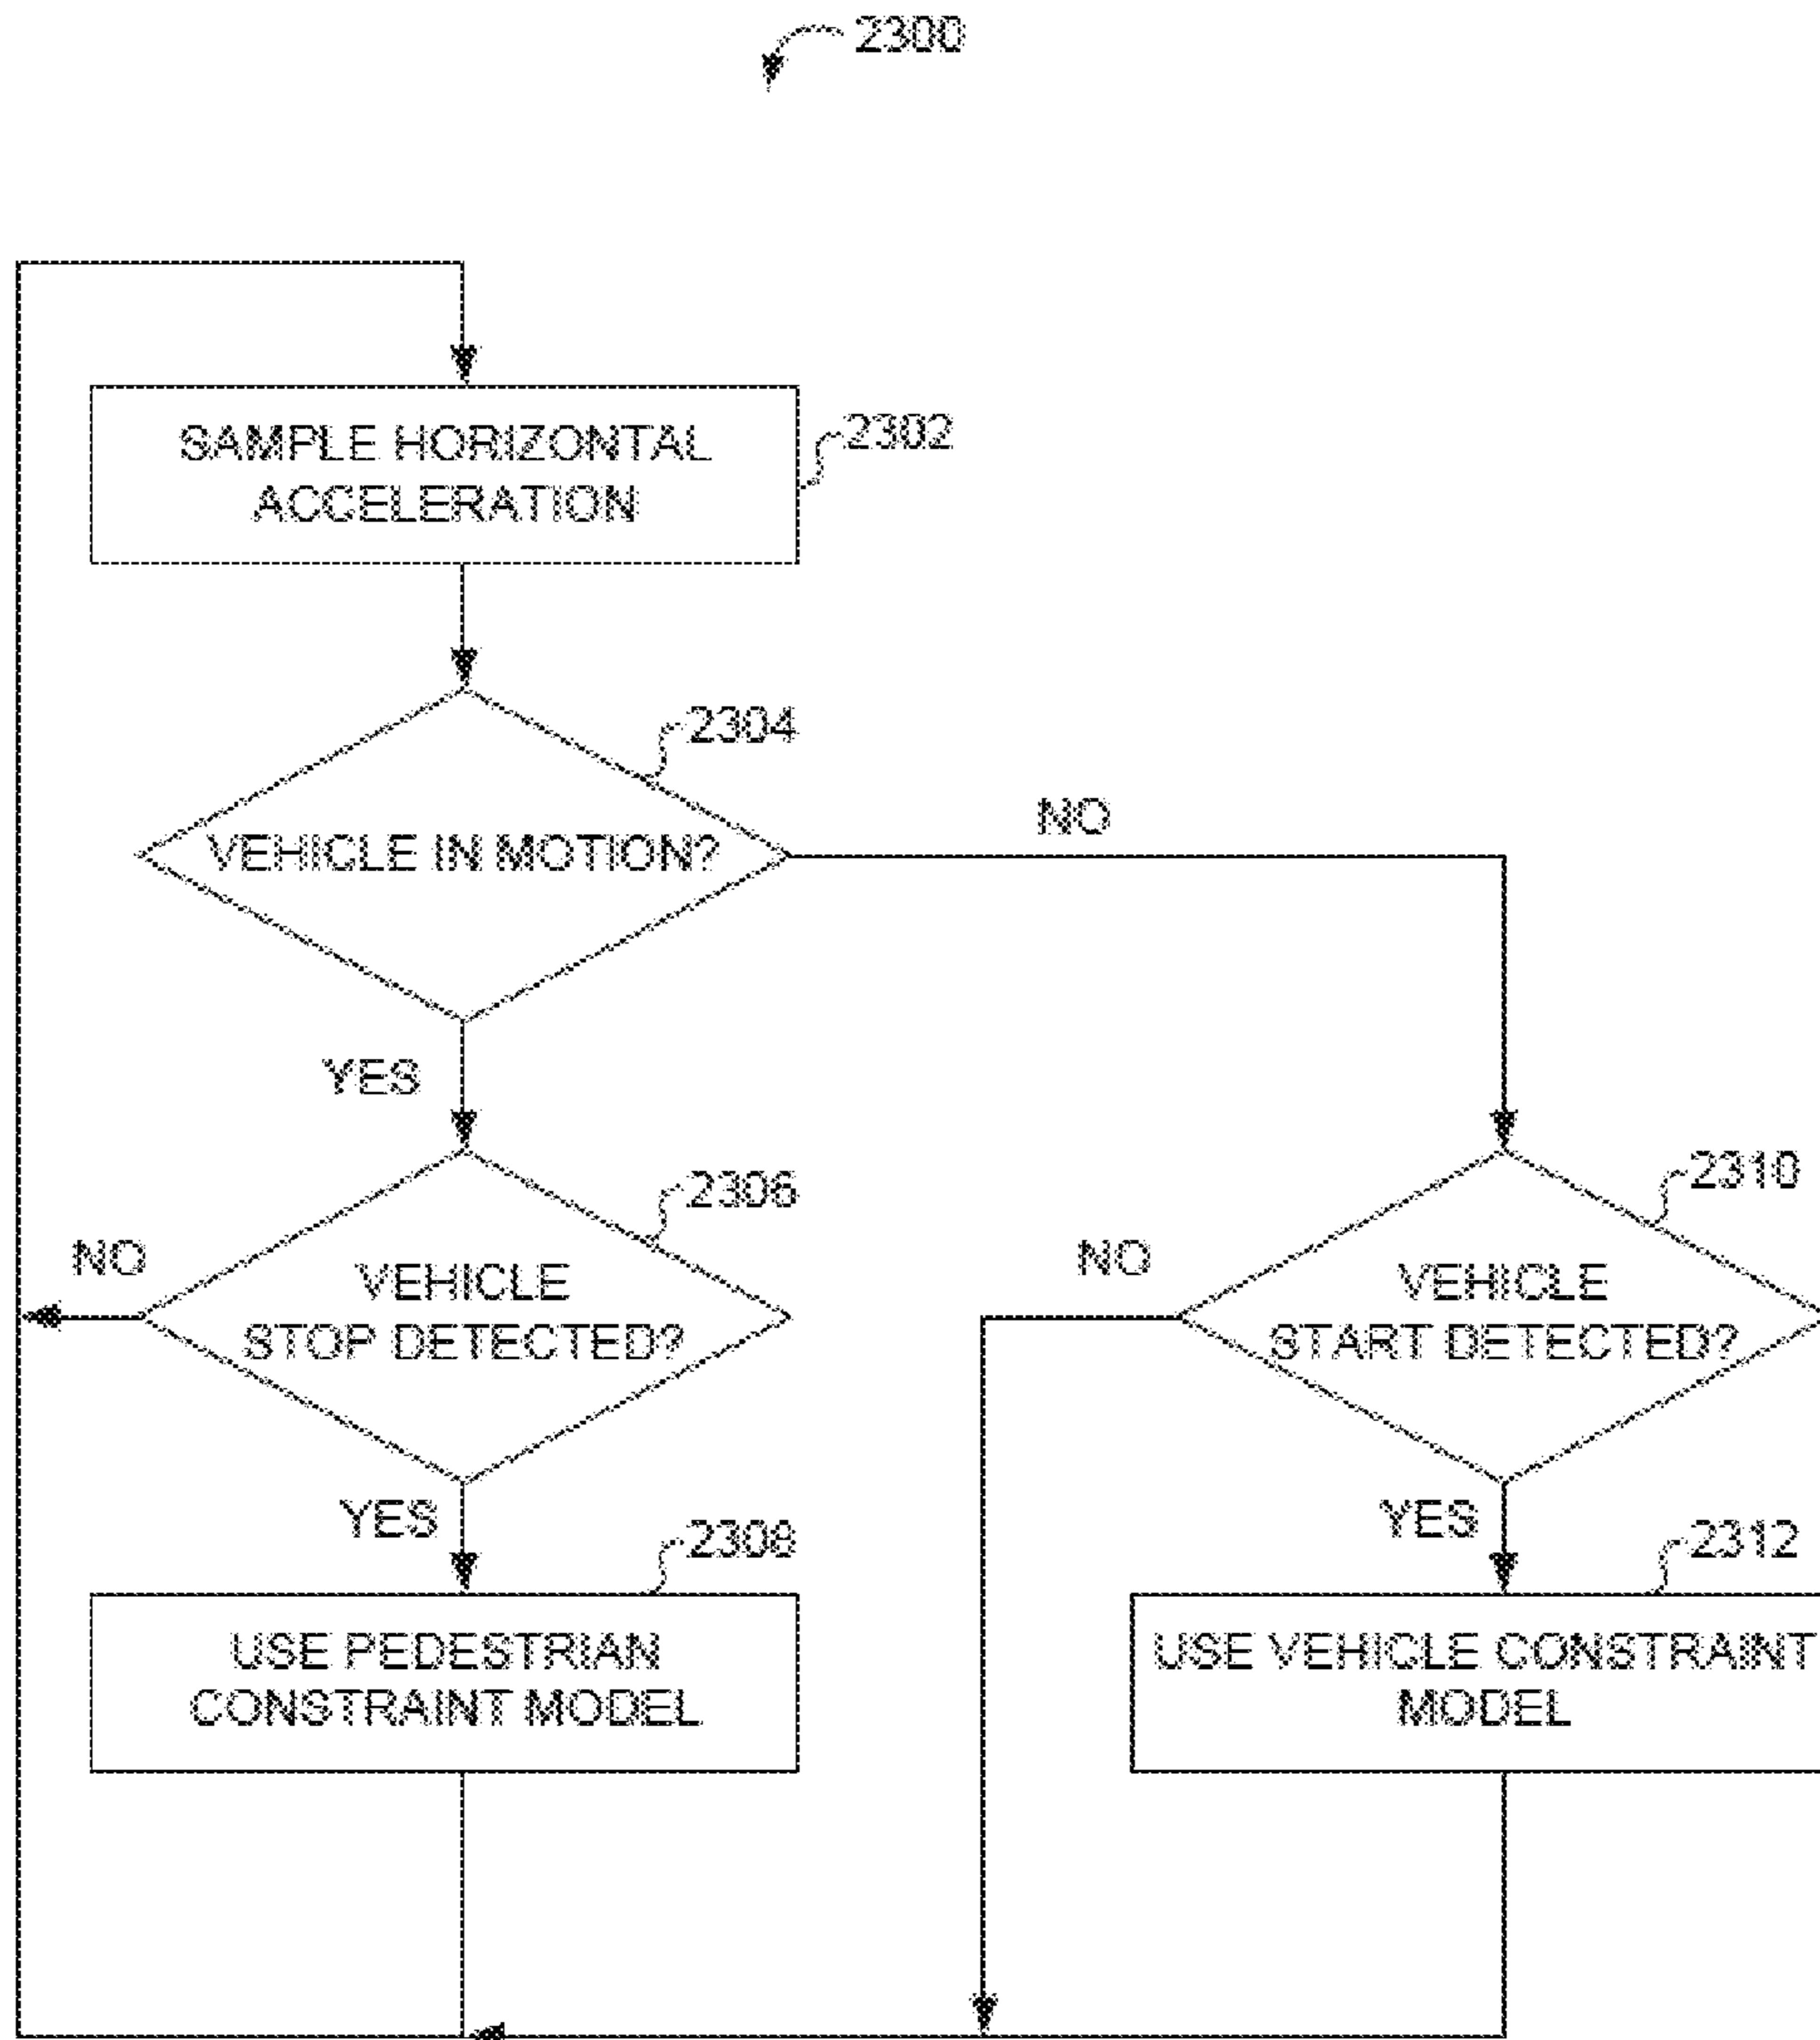 2300
SAMPLE HORIZONTAL
ACCELERATION
2302
2304
VEHICLE IN MOTION?
NO
YES
2306
NO
VEHICLE
STOP DETECTED?
2310
NO
VEHICLE
START DETECTED?
YES
2308
USE PEDESTRIAN
CONSTRAINT MODEL
YES
2312
USE VEHICLE CONSTRAINT
MODEL